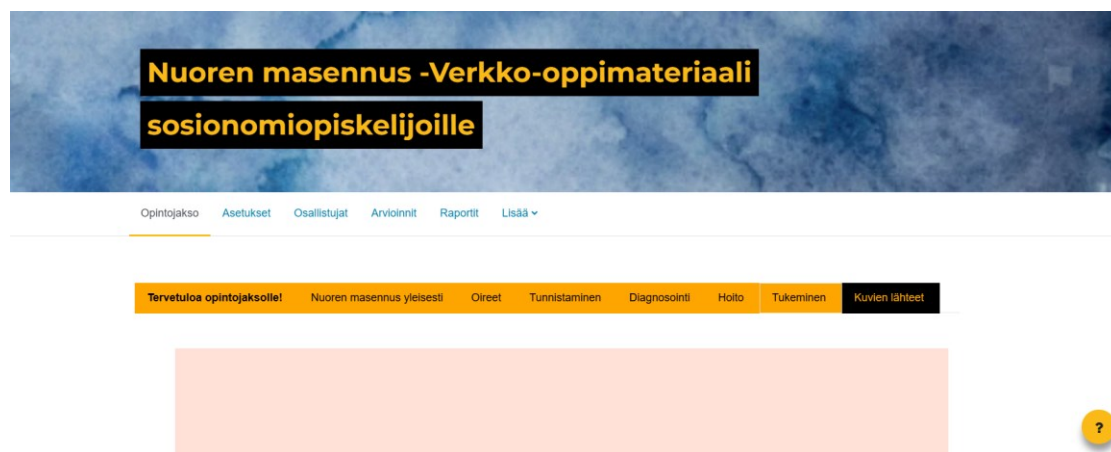 Nuoren masennus -Verkko-oppimateriaali
sosionomiopiskelijoille
Opintojakso Asetukset Osallistujat Arvioinnit Raportit Lisää
Tervetuloa opintojaksolle! Nuoren masennus yleisesti Oireet Tunnistaminen Diagnosointi Hoito Tukeminen Kuvien lähteet
?